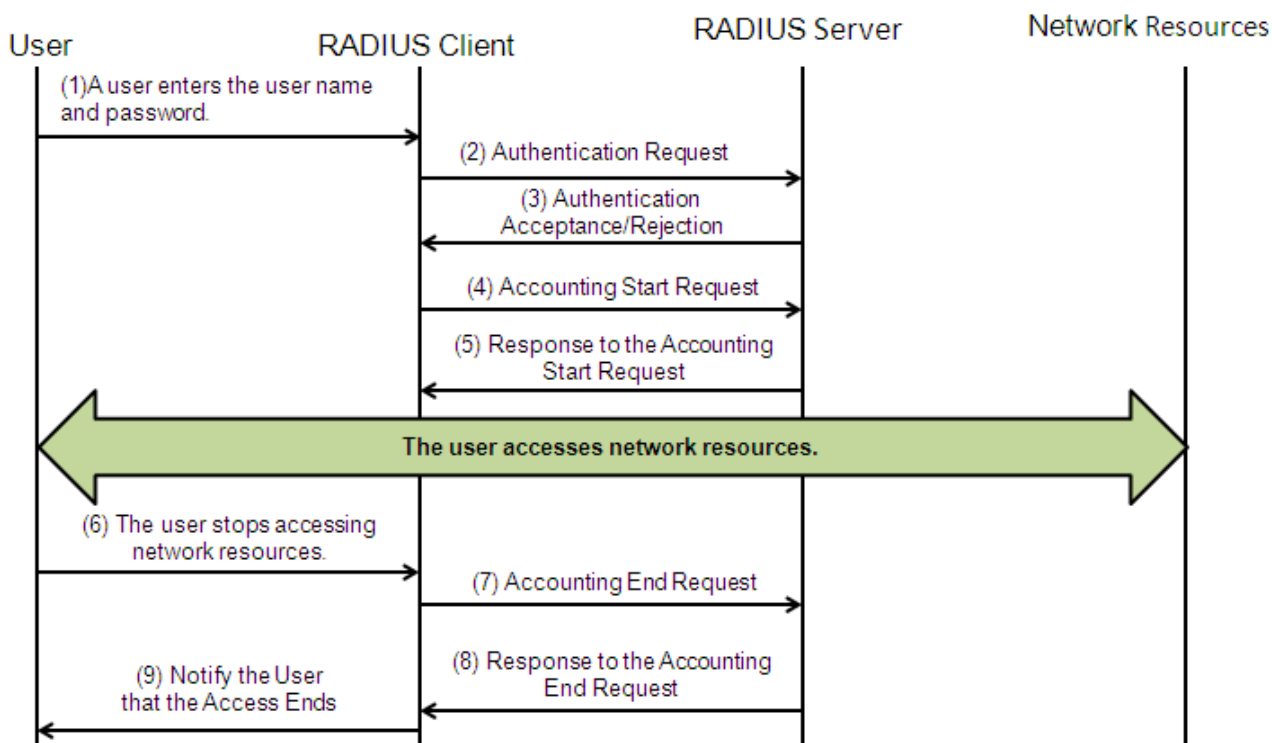 User
RADIUS Client
RADIUS Server
Network Resources
(1)A user enters the user name
and password.
(2) Authentication Request
(3) Authentication
Acceptance/Rejection
(4) Accounting Start Request
(5) Response to the Accounting
Start Request
The user accesses network resources.
(6) The user stops accessing
network resources.
(7) Accounting End Request
(8) Response to the Accounting
End Request
(9) Notify the User
that the Access Ends